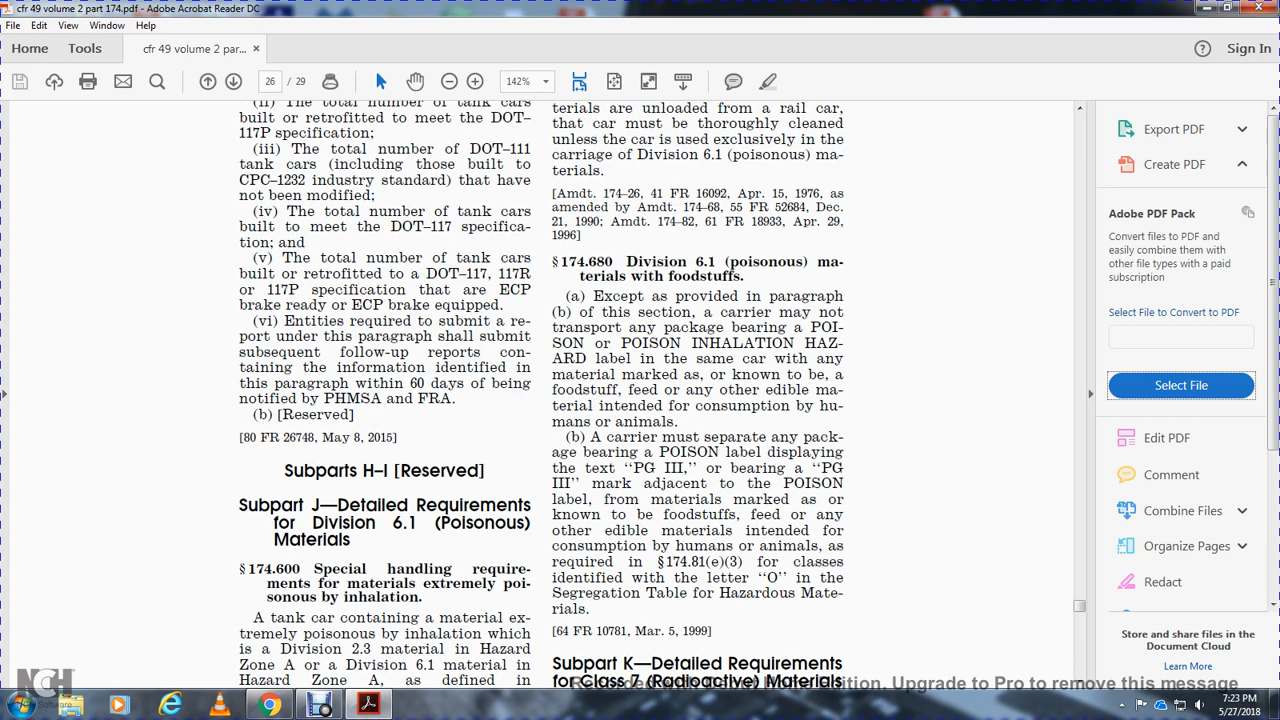 cfr 49 volume 2 part 174.pdf - Adobe Acrobat Reader DC
File Edit View Window Help
Home Tools cfr 49 volume 2 par... × Sign In
26 / 29 142%
(ii) The total number of tank cars
built or retrofitted to meet the DOT–
117P specification;
(iii) The total number of DOT–111
tank cars (including those built to
CPC–1232 industry standard) that have
not been modified;
(iv) The total number of tank cars
built to meet the DOT–117 specifica-
tion; and
(v) The total number of tank cars
built or retrofitted to a DOT–117, 117R
or 117P specification that are ECP
brake ready or ECP brake equipped.
(vi) Entities required to submit a re-
port under this paragraph shall submit
subsequent follow-up reports con-
taining the information identified in
this paragraph within 60 days of being
notified by PHMSA and FRA.
(b) [Reserved]
[80 FR 26748, May 8, 2015]
Subparts H–I [Reserved]
Subpart J—Detailed Requirements
for Division 6.1 (Poisonous)
Materials
§ 174.600 Special handling require-
ments for materials extremely poi-
sonous by inhalation.
A tank car containing a material ex-
tremely poisonous by inhalation which
is a Division 2.3 material in Hazard
Zone A or a Division 6.1 material in
Hazard Zone A, as defined in
terials are unloaded from a rail car,
that car must be thoroughly cleaned
unless the car is used exclusively in the
carriage of Division 6.1 (poisonous) ma-
terials.
[Amdt. 174–26, 41 FR 16092, Apr. 15, 1976, as
amended by Amdt. 174–68, 55 FR 52684, Dec.
21, 1990; Amdt. 174–82, 61 FR 18933, Apr. 29,
1996]
§ 174.680 Division 6.1 (poisonous) ma-
terials with foodstuffs.
(a) Except as provided in paragraph
(b) of this section, a carrier may not
transport any package bearing a POI-
SON or POISON INHALATION HAZ-
ARD label in the same car with any
material marked as, or known to be, a
foodstuff, feed or any other edible ma-
terial intended for consumption by hu-
mans or animals.
(b) A carrier must separate any pack-
age bearing a POISON label displaying
the text ‘‘PG III,’’ or bearing a ‘‘PG
III’’ mark adjacent to the POISON
label, from materials marked as or
known to be foodstuffs, feed or any
other edible materials intended for
consumption by humans or animals, as
required in § 174.81(e)(3) for classes
identified with the letter ‘‘O’’ in the
Segregation Table for Hazardous Mate-
rials.
[64 FR 10781, Mar. 5, 1999]
Subpart K—Detailed Requirements
for Class 7 (Radioactive) Materials
Export PDF
Create PDF
Adobe PDF Pack
Convert files to PDF and
easily combine them with
other file types with a paid
subscription
Select File to Convert to PDF
Select File
Edit PDF
Comment
Combine Files
Organize Pages
Redact
Store and share files in the
Document Cloud
Learn More
NCH
Software
Edition, Upgrade to Pro to remove this message
7:23 PM
5/27/2018